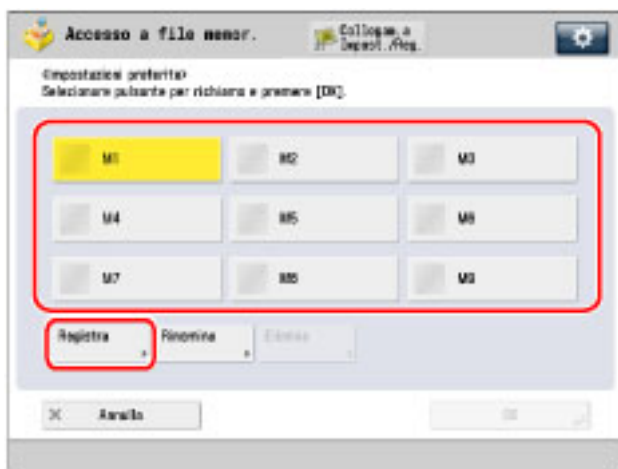 Accesso a file memor.
Collegam. a
Impost./Reg.
<Impostazioni preferite>
Selezionare pulsante per richiamo e premere [OK].
M1 M2 M3
M4 M5 M6
M7 M8 M9
Registra Rinomina Elimina
Annulla OK